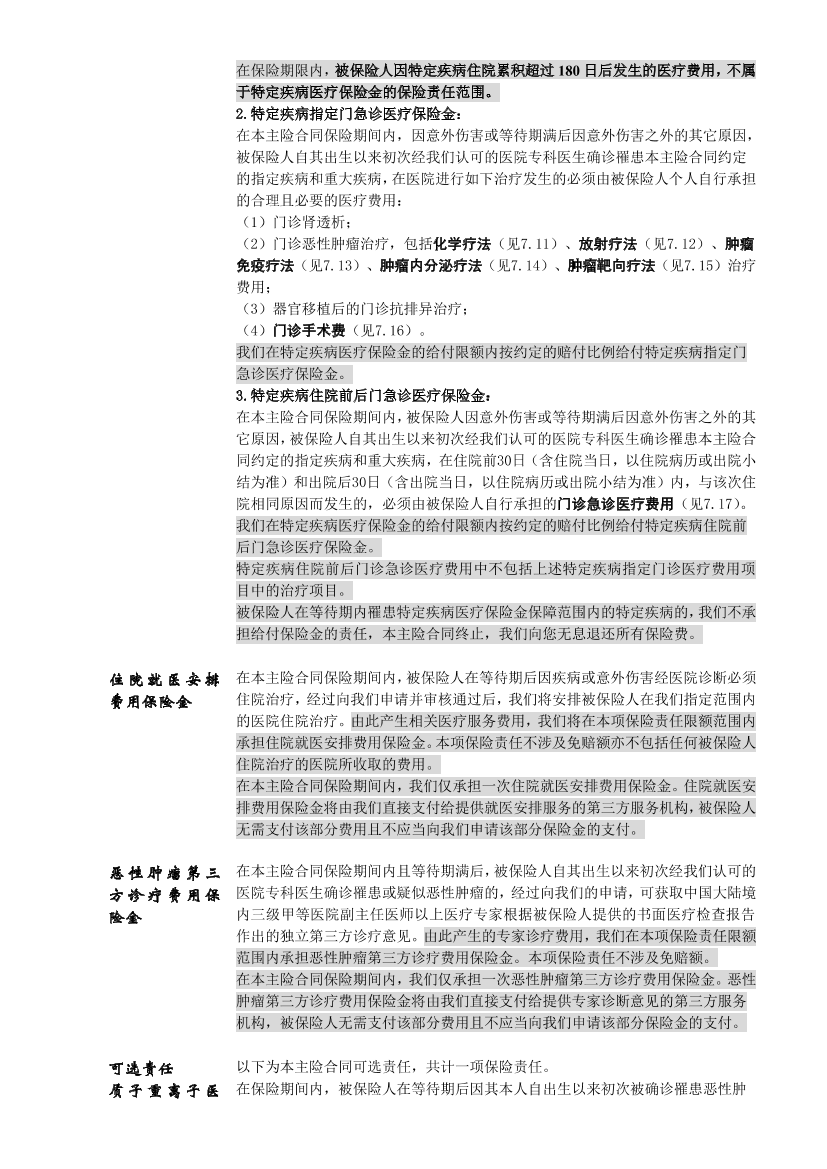 在保险期限内，被保险人因特定疾病住院累积超过 180 日后发生的医疗费用，不属
于特定疾病医疗保险金的保险责任范围。
2.特定疾病指定门急诊医疗保险金：
在本主险合同保险期间内，因意外伤害或等待期满后因意外伤害之外的其它原因，
被保险人自其出生以来初次经我们认可的医院专科医生确诊罹患本主险合同约定
的指定疾病和重大疾病，在医院进行如下治疗发生的必须由被保险人个人自行承担
的合理且必要的医疗费用：
（1）门诊肾透析；
（2）门诊恶性肿瘤治疗，包括化学疗法（见7.11）、放射疗法（见7.12）、肿瘤
免疫疗法（见7.13）、肿瘤内分泌疗法（见7.14）、肿瘤靶向疗法（见7.15）治疗
费用；
（3）器官移植后的门诊抗排异治疗；
（4）门诊手术费（见7.16）。
我们在特定疾病医疗保险金的给付限额内按约定的赔付比例给付特定疾病指定门
急诊医疗保险金。
3.特定疾病住院前后门急诊医疗保险金：
在本主险合同保险期间内，被保险人因意外伤害或等待期满后因意外伤害之外的其
它原因，被保险人自其出生以来初次经我们认可的医院专科医生确诊罹患本主险合
同约定的指定疾病和重大疾病，在住院前30日（含住院当日，以住院病历或出院小
结为准）和出院后30日（含出院当日，以住院病历或出院小结为准）内，与该次住
院相同原因而发生的，必须由被保险人自行承担的门诊急诊医疗费用（见7.17）。
我们在特定疾病医疗保险金的给付限额内按约定的赔付比例给付特定疾病住院前
后门急诊医疗保险金。
特定疾病住院前后门诊急诊医疗费用中不包括上述特定疾病指定门诊医疗费用项
目中的治疗项目。
被保险人在等待期内罹患特定疾病医疗保险金保障范围内的特定疾病的，我们不承
担给付保险金的责任，本主险合同终止，我们向您无息退还所有保险费。
住院就医安排
费用保险金
在本主险合同保险期间内，被保险人在等待期后因疾病或意外伤害经医院诊断必须
住院治疗，经过向我们申请并审核通过后，我们将安排被保险人在我们指定范围内
的医院住院治疗。由此产生相关医疗服务费用，我们将在本项保险责任限额范围内
承担住院就医安排费用保险金。本项保险责任不涉及免赔额亦不包括任何被保险人
住院治疗的医院所收取的费用。
在本主险合同保险期间内，我们仅承担一次住院就医安排费用保险金。住院就医安
排费用保险金将由我们直接支付给提供就医安排服务的第三方服务机构，被保险人
无需支付该部分费用且不应当向我们申请该部分保险金的支付。
恶性肿瘤第三
方诊疗费用保
险金
在本主险合同保险期间内且等待期满后，被保险人自其出生以来初次经我们认可的
医院专科医生确诊罹患或疑似恶性肿瘤的，经过向我们的申请，可获取中国大陆境
内三级甲等医院副主任医师以上医疗专家根据被保险人提供的书面医疗检查报告
作出的独立第三方诊疗意见。由此产生的专家诊疗费用，我们在本项保险责任限额
范围内承担恶性肿瘤第三方诊疗费用保险金。本项保险责任不涉及免赔额。
在本主险合同保险期间内，我们仅承担一次恶性肿瘤第三方诊疗费用保险金。恶性
肿瘤第三方诊疗费用保险金将由我们直接支付给提供专家诊断意见的第三方服务
机构，被保险人无需支付该部分费用且不应当向我们申请该部分保险金的支付。
可选责任
以下为本主险合同可选责任，共计一项保险责任。
质子重离子医
在保险期间内，被保险人在等待期后因其本人自出生以来初次被确诊罹患恶性肿